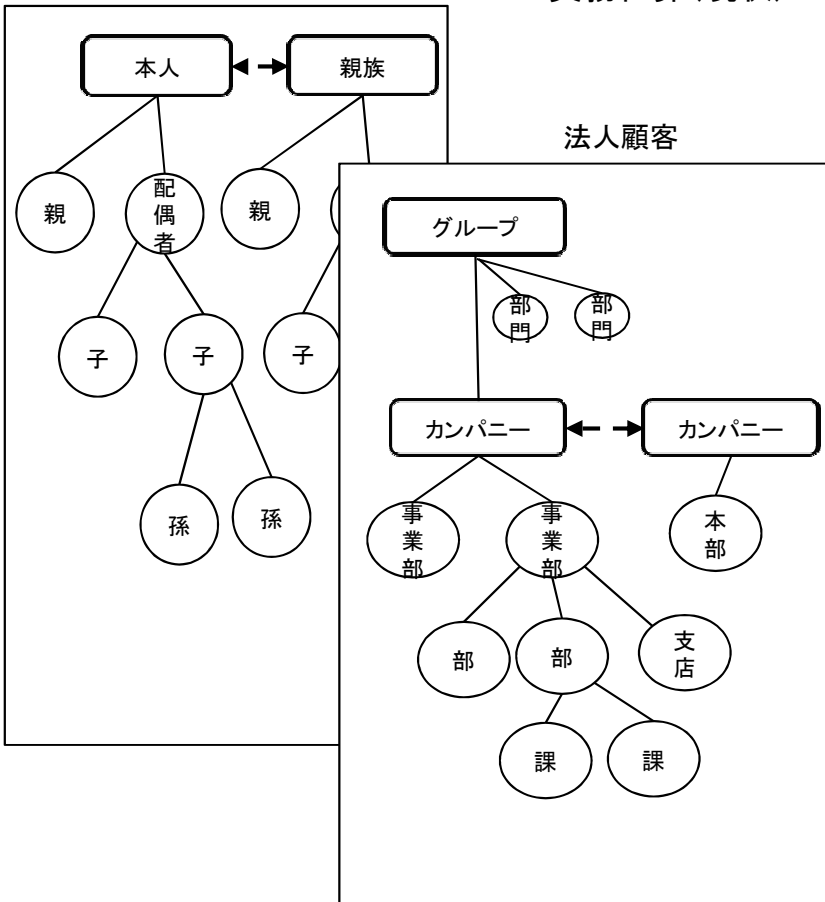 本人
親族
親
配偶者
親
子
子
子
孫
孫
法人顧客
グループ
部門
部門
カンパニー
カンパニー
事業部
事業部
本部
部
部
支店
課
課